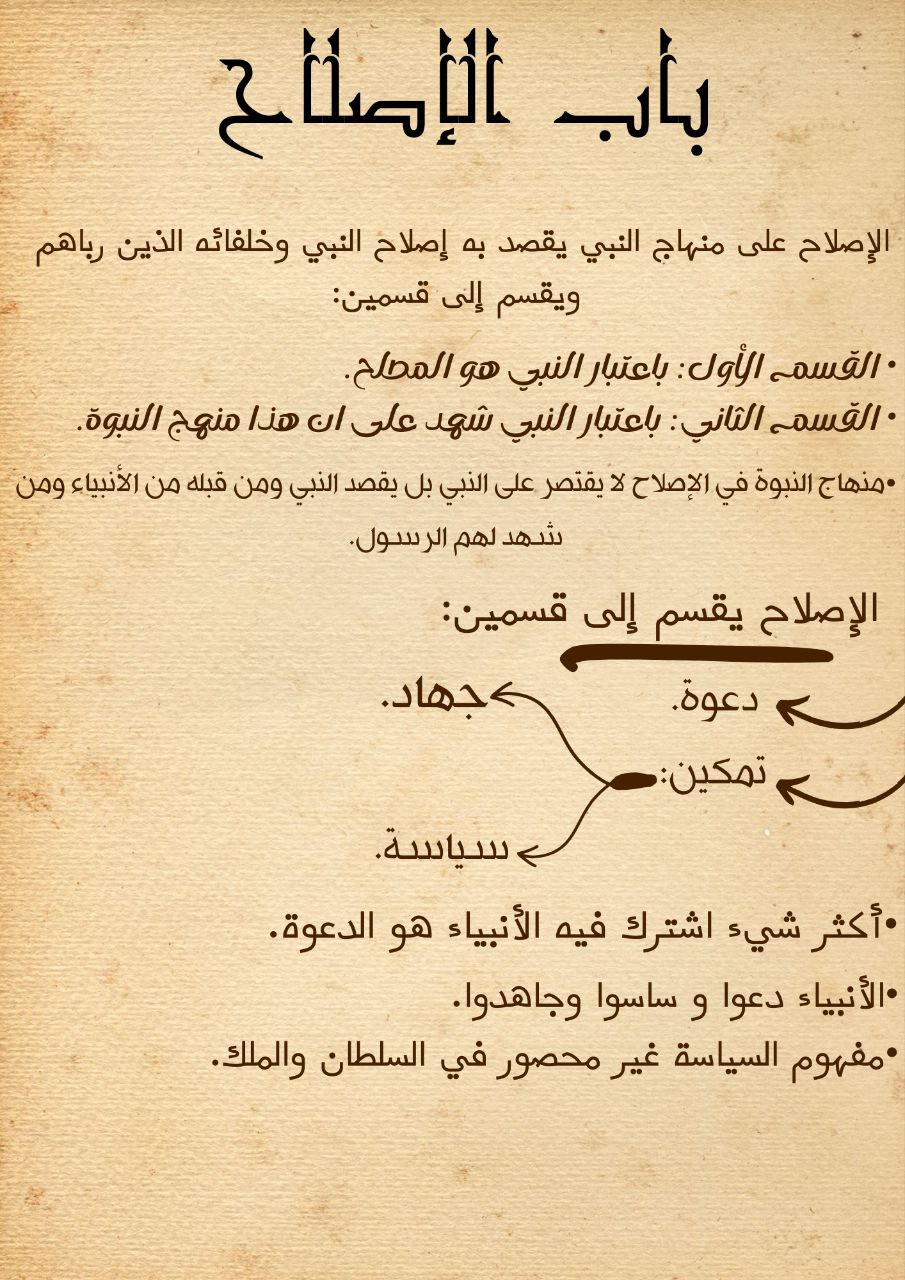 باب الإصلاح
الإصلاح على منهاج النبي يقصد به إصلاح النبي وخلفائه الذين رباهم
ويقسم إلى قسمين:
• القسم الأول: باعتبار النبي هو المصلح.
• القسم الثاني: باعتبار النبي شهد على ان هذا منهج النبوة.
•منهاج النبوة في الإصلاح لا يقتصر على النبي بل يقصد النبي ومن قبله من الأنبياء ومن
شهد لهم الرسول.
الإصلاح يقسم إلى قسمين:
دعوة.
جهاد.
تمكين:
سياسة.
•أكثر شيء اشترك فيه الأنبياء هو الدعوة.
•الأنبياء دعوا و ساسوا وجاهدوا.
•مفهوم السياسة غير محصور في السلطان والملك.